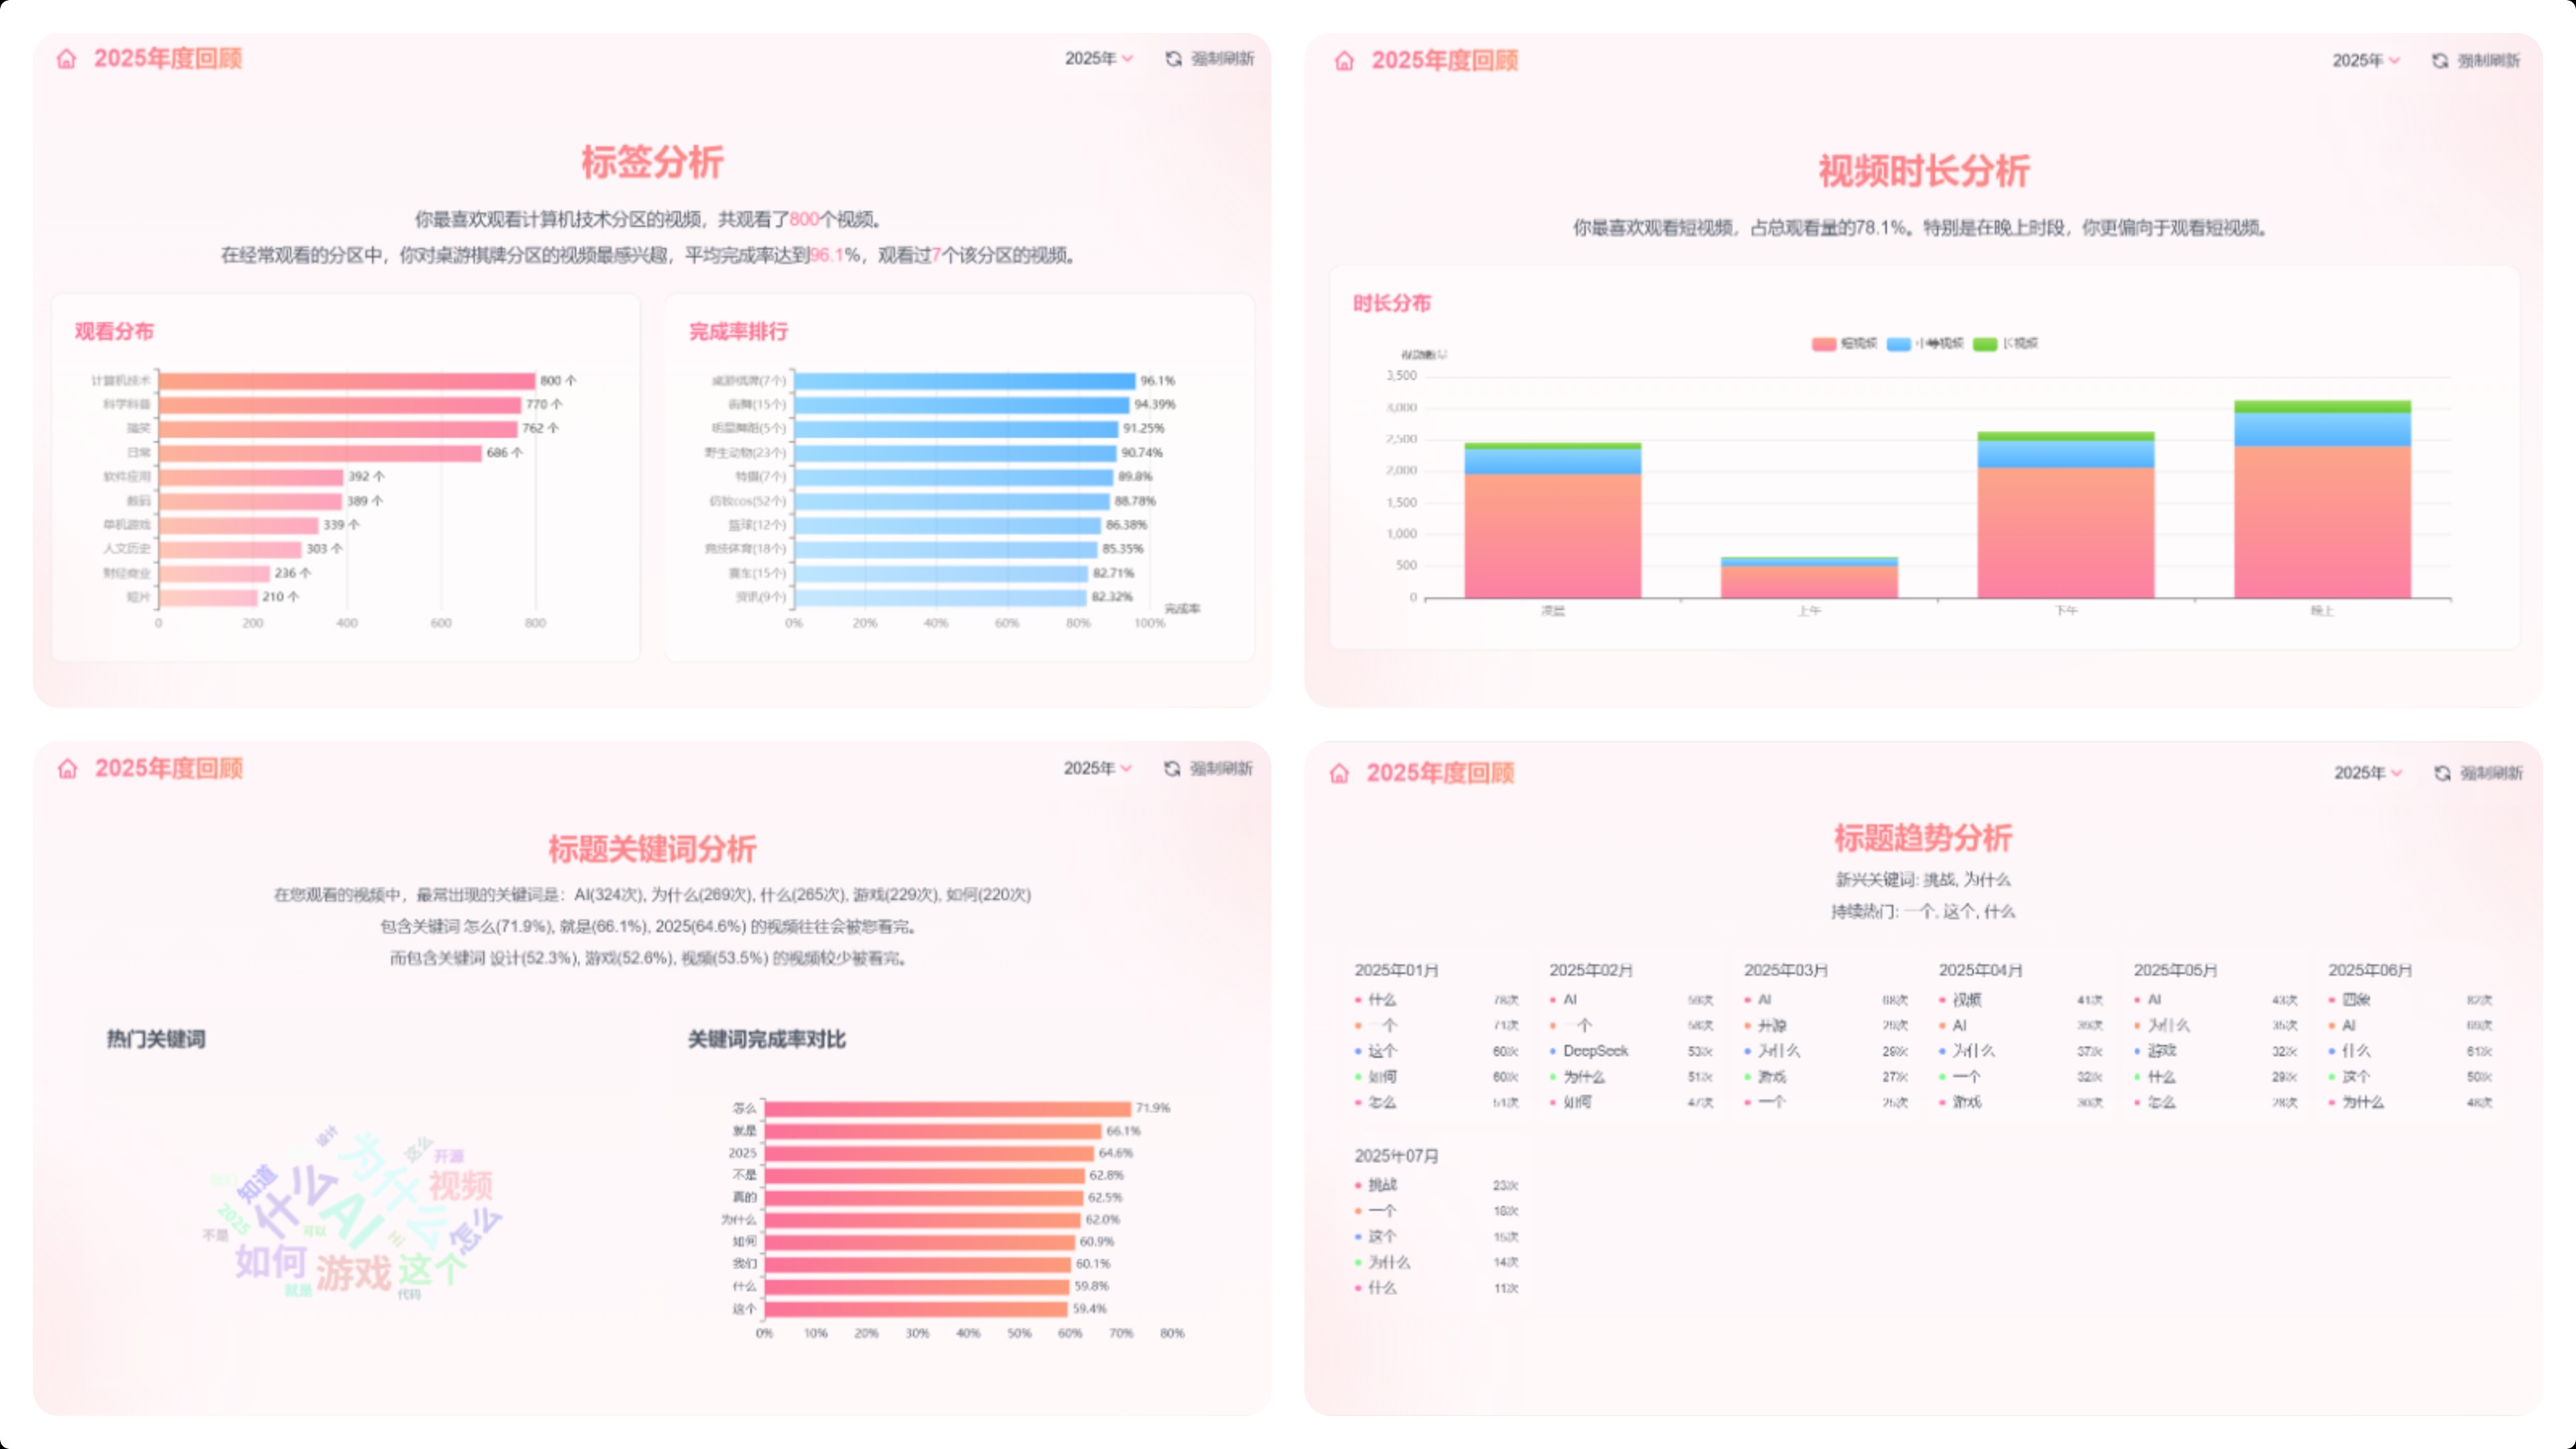 2025年度回顾
2025年
强制刷新
标签分析
你最喜欢观看计算机技术分区的视频，共观看了800个视频。
在经常观看的分区中，你对桌游棋牌分区的视频最感兴趣，平均完成率达到96.1%，观看过7个该分区的视频。
观看分布
计算机技术 800 个
科学科普 770 个
搞笑 762 个
日常 686 个
软件应用 392 个
数码 389 个
单机游戏 339 个
人文历史 303 个
财经商业 236 个
短片 210 个
0 200 400 600 800
完成率排行
桌游棋牌(7个) 96.1%
街舞(15个) 94.39%
明星舞蹈(5个) 91.25%
野生动物(23个) 90.74%
特摄(7个) 89.8%
仿妆cos(52个) 88.78%
篮球(12个) 86.38%
竞技体育(18个) 85.35%
赛车(15个) 82.71%
资讯(9个) 82.32%
完成率
0% 20% 40% 60% 80% 100%
2025年度回顾
2025年
强制刷新
视频时长分析
你最喜欢观看短视频，占总观看量的78.1%。特别是在晚上时段，你更偏向于观看短视频。
时长分布
短视频 中等视频 长视频
视频数量
3,500
3,000
2,500
2,000
1,500
1,000
500
0
凌晨 上午 下午 晚上
2025年度回顾
2025年
强制刷新
标题关键词分析
在您观看的视频中，最常出现的关键词是：AI(324次), 为什么(269次), 什么(265次), 游戏(229次), 如何(220次)
包含关键词 怎么(71.9%), 就是(66.1%), 2025(64.6%) 的视频往往会被您看完。
而包含关键词 设计(52.3%), 游戏(52.6%), 视频(53.5%) 的视频较少被看完。
热门关键词
设计
为什么
这么
开源
视频
知道
什么
AI
2025
可以
Hi
怎么
不是
如何
游戏
这个
就是
代码
关键词完成率对比
怎么 71.9%
就是 66.1%
2025 64.6%
不是 62.8%
真的 62.5%
为什么 62.0%
如何 60.9%
我们 60.1%
什么 59.8%
这个 59.4%
0% 10% 20% 30% 40% 50% 60% 70% 80%
2025年度回顾
2025年
强制刷新
标题趋势分析
新兴关键词: 挑战, 为什么
持续热门: 一个, 这个, 什么
2025年01月
什么 78次
一个 71次
这个 60次
如何 60次
怎么 51次
2025年02月
AI 59次
一个 58次
DeepSeek 53次
为什么 51次
如何 47次
2025年03月
AI 68次
开源 29次
为什么 29次
游戏 27次
一个
2025年04月
视频 41次
AI 39次
为什么 37次
一个 32次
游戏 30次
2025年05月
AI 43次
为什么 35次
游戏 32次
什么 29次
怎么 28次
2025年06月
四象 82次
AI 69次
什么 61次
这个 50次
为什么 48次
2025年07月
挑战 23次
一个 18次
这个 15次
为什么 14次
什么 11次